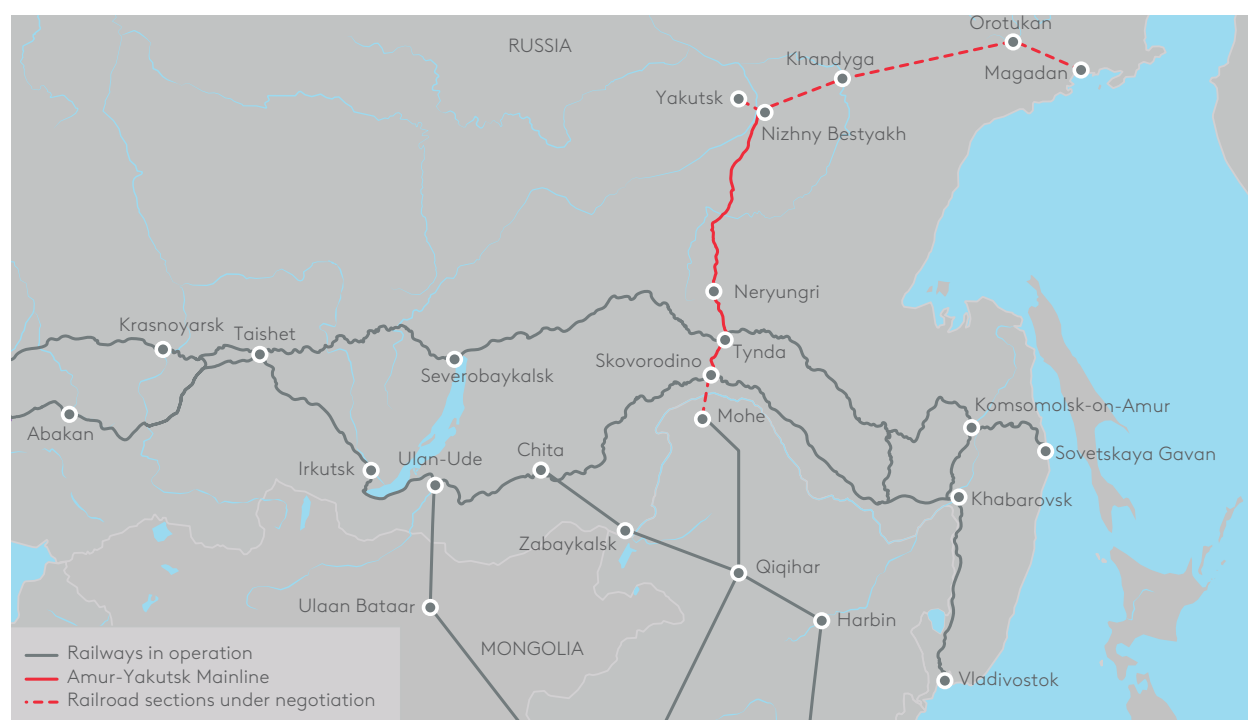 Orotukan
RUSSIA
Khandyga
Magadan
Yakutsk
Nizhny Bestyakh
Neryungri
Krasnoyarsk
Taishet
Tynda
Skovorodino
Severobaykalsk
Komsomolsk-on-Amur
Mohe
Abakan
Chita
Sovetskaya Gavan
Ulan-Ude
Irkutsk
Khabarovsk
Zabaykalsk
Qiqihar
Ulaan Bataar
Harbin
MONGOLIA
Vladivostok
Railways in operation
Amur-Yakutsk Mainline
Railroad sections under negotiation